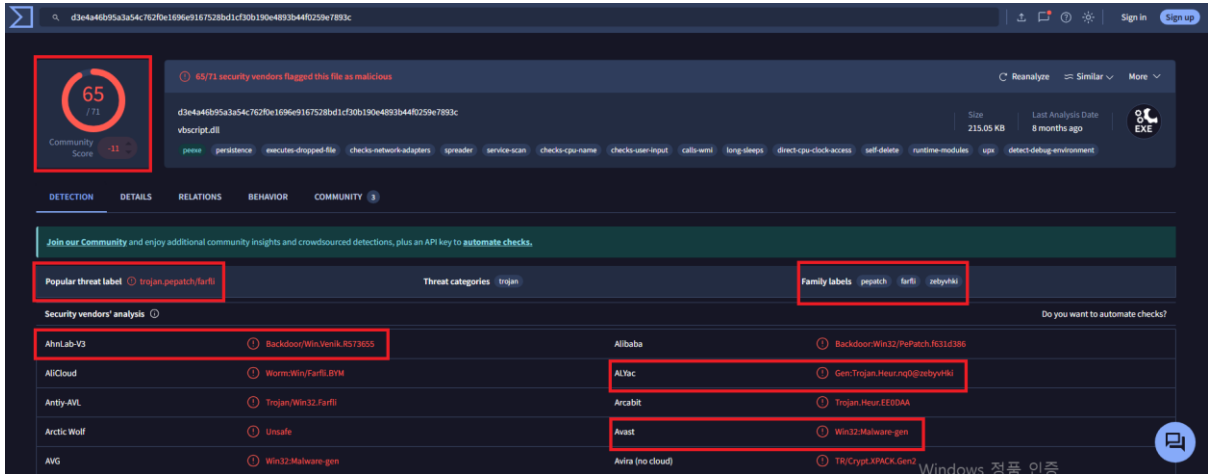 d3e4a46b95a3a54c762f0e1696e9167528bd1cf30b190e4893b44f0259e7893c
Sign in
Sign up
65
/ 71
Community
Score
-11
65/71 security vendors flagged this file as malicious
Reanalyze
Similar
More
d3e4a46b95a3a54c762f0e1696e9167528bd1cf30b190e4893b44f0259e7893c
vbscript.dll
Size
215.05 KB
Last Analysis Date
8 months ago
EXE
peexe persistence executes-dropped-file checks-network-adapters spreader service-scan checks-cpu-name checks-user-input calls-wmi long-sleeps direct-cpu-clock-access self-delete runtime-modules upx detect-debug-environment
DETECTION DETAILS RELATIONS BEHAVIOR COMMUNITY 3
Join our Community and enjoy additional community insights and crowdsourced detections, plus an API key to automate checks.
Popular threat label trojan.pepatch/farfli
Threat categories trojan
Family labels pepatch farfli zebyvhki
Security vendors' analysis
Do you want to automate checks?
AhnLab-V3 Backdoor/Win.Venik.R573655
Alibaba Backdoor:Win32/PePatch.f631d386
AliCloud Worm:Win/Farfli.BYM
ALYac Gen:Trojan.Heur.nq0@zebyvHki
Antiy-AVL Trojan/Win32.Farfli
Arcabit Trojan.Heur.EE0DAA
Arctic Wolf Unsafe
Avast Win32:Malware-gen
AVG Win32:Malware-gen
Avira (no cloud) TR/Crypt.XPACK.Gen2
Windows 정품 인증